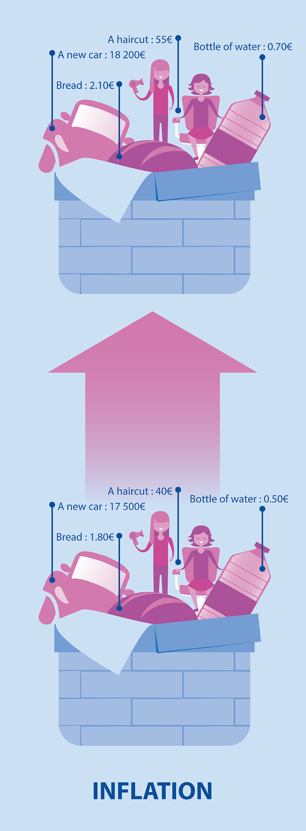 A haircut : 55€
Bottle of water : 0.70€
A new car : 18 200€
Bread : 2.10€
A haircut : 40€
Bottle of water : 0.50€
A new car : 17 500€
Bread : 1.80€
INFLATION